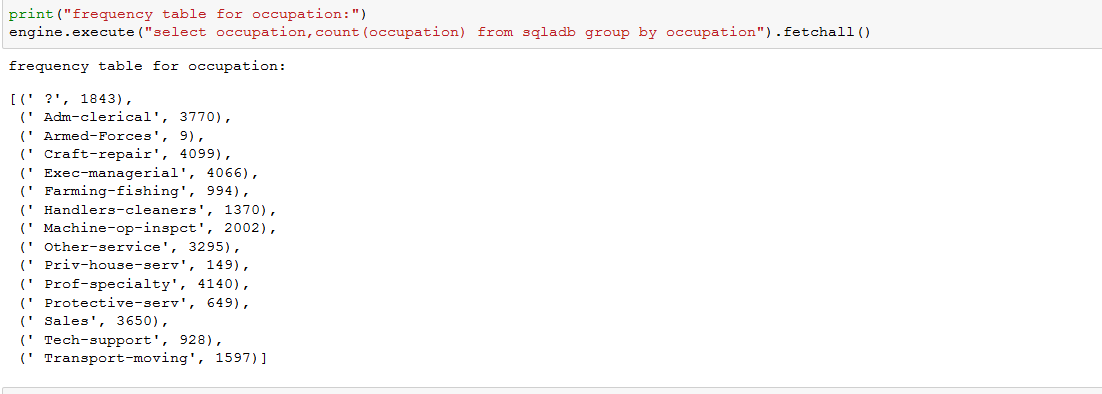 print("frequency table for occupation:")
engine.execute("select occupation,count(occupation) from sqladb group by occupation").fetchall()
frequency table for occupation:
[(' ?', 1843),
(' Adm-clerical', 3770),
(' Armed-Forces', 9),
(' Craft-repair', 4099),
(' Exec-managerial', 4066),
(' Farming-fishing', 994),
(' Handlers-cleaners', 1370),
(' Machine-op-inspct', 2002),
(' Other-service', 3295),
(' Priv-house-serv', 149),
(' Prof-specialty', 4140),
(' Protective-serv', 649),
(' Sales', 3650),
(' Tech-support', 928),
(' Transport-moving', 1597)]